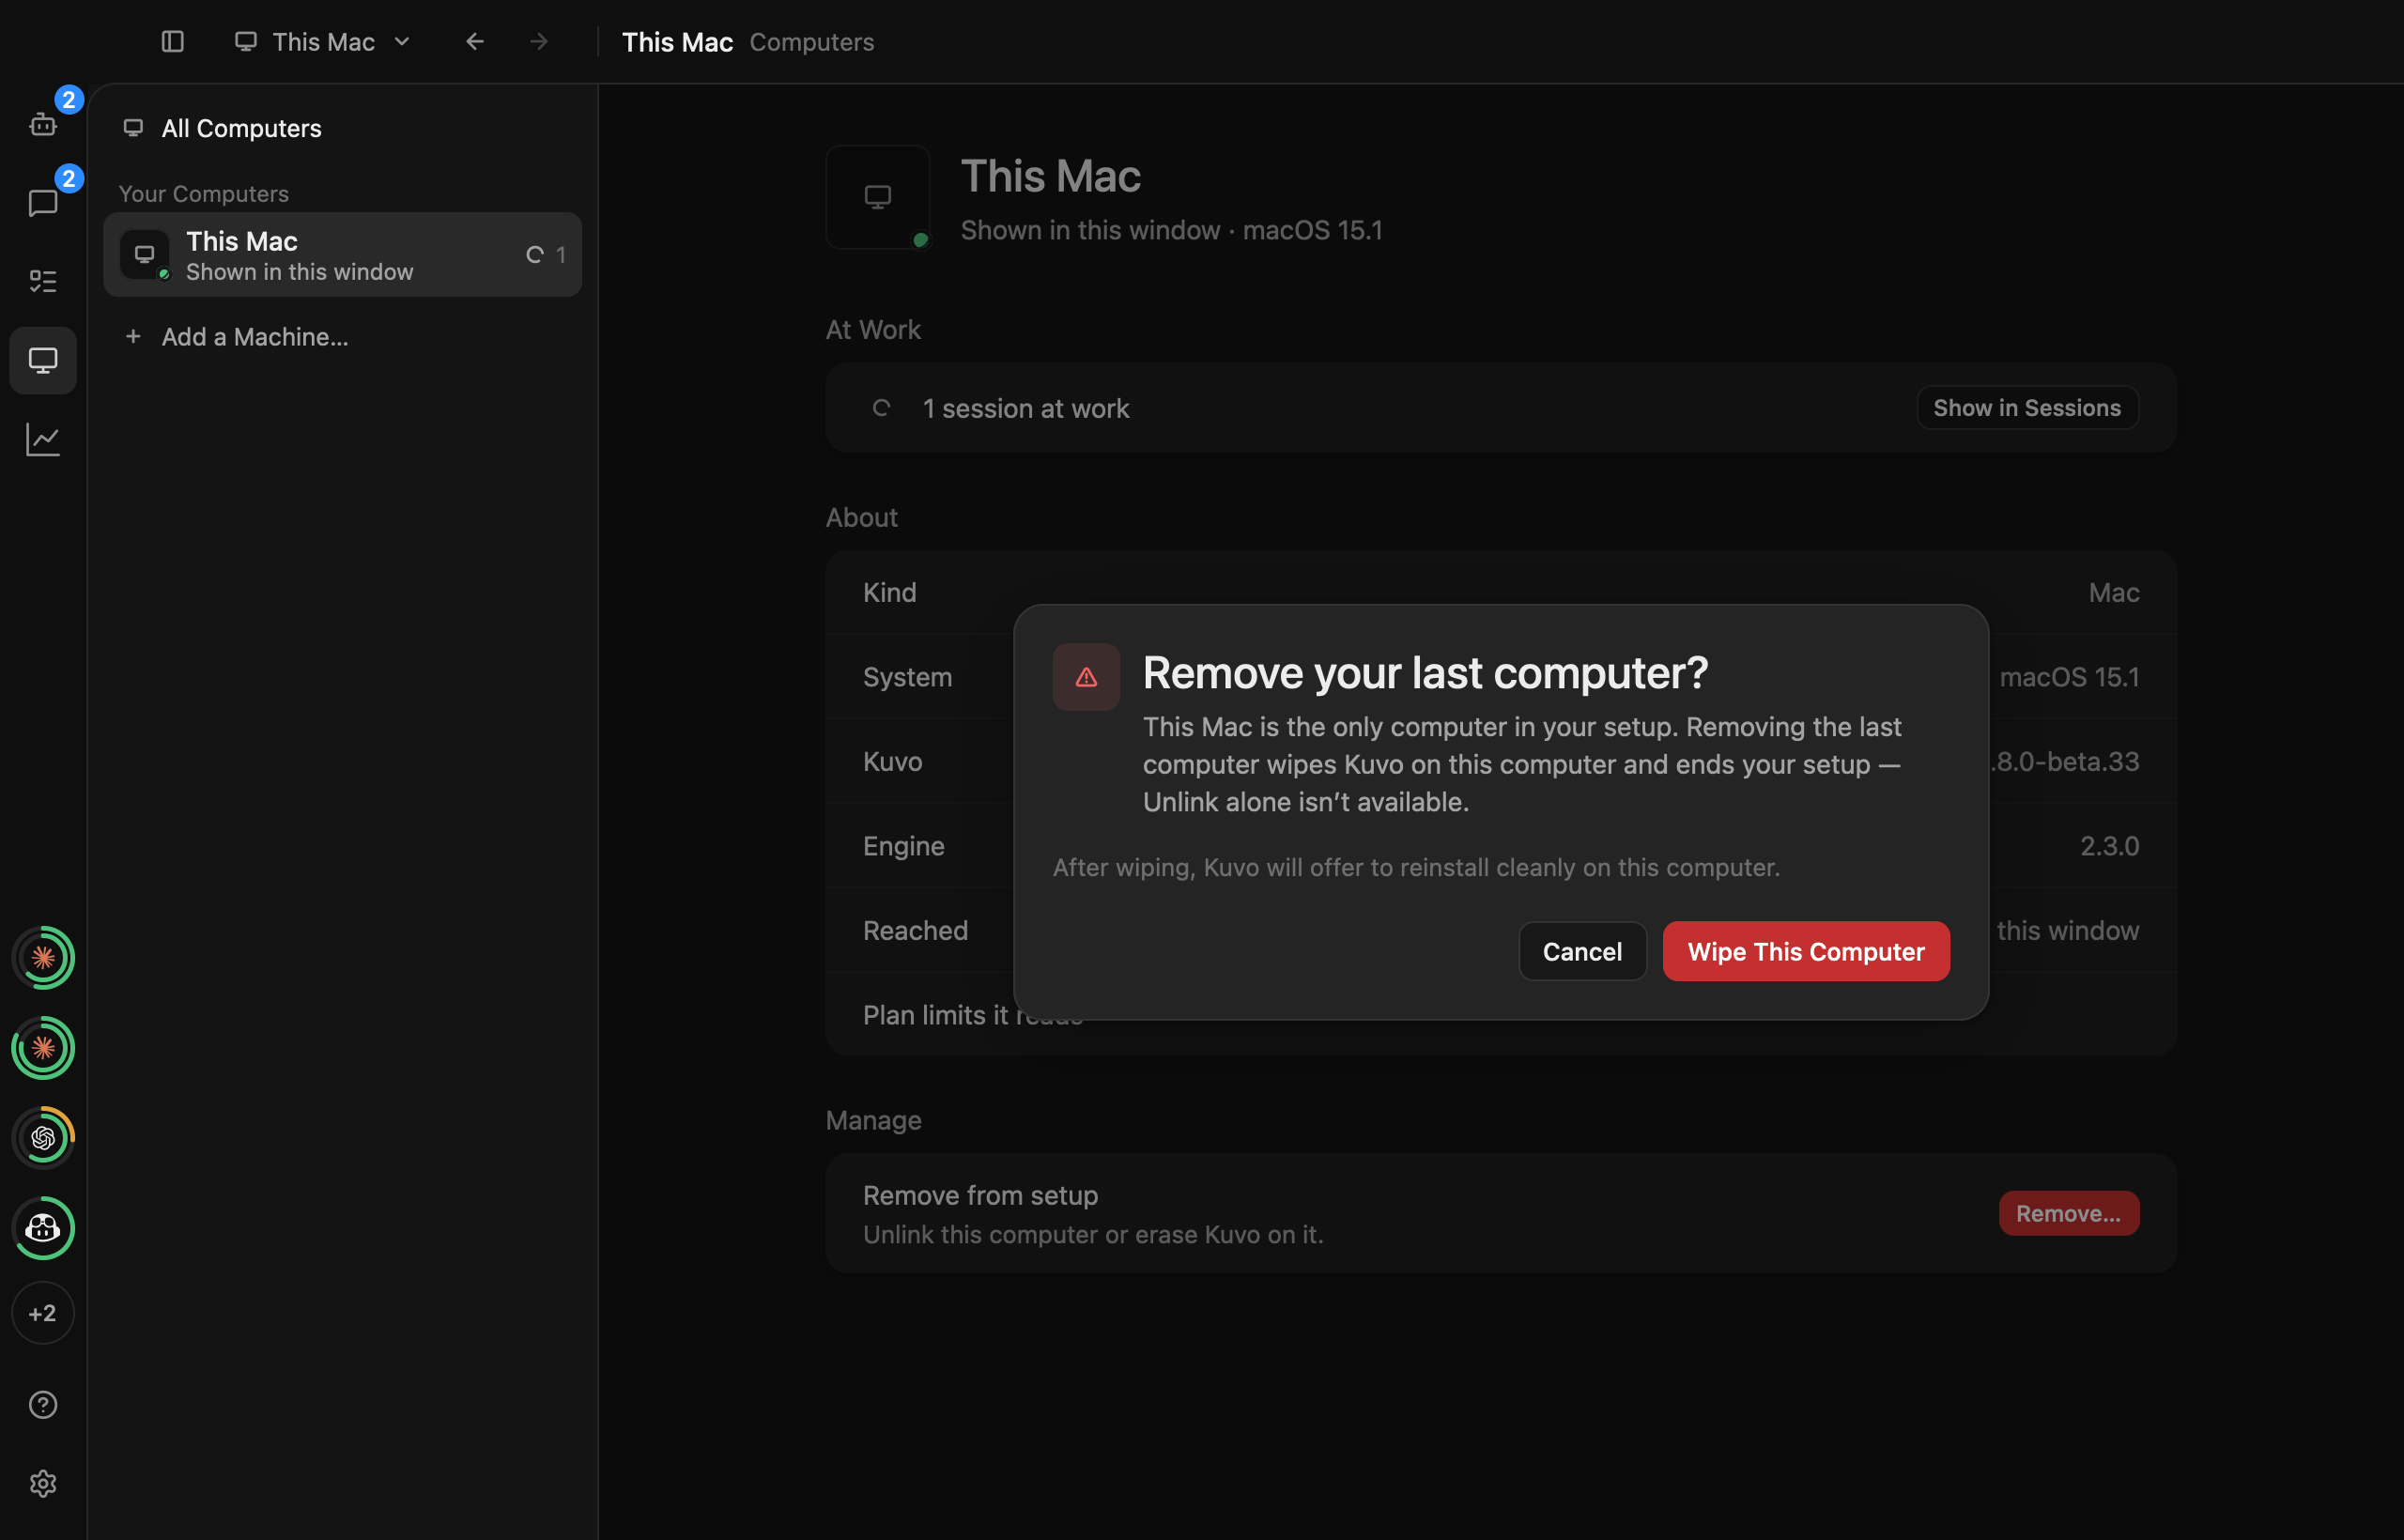 This Mac
This Mac Computers
2
2
All Computers
Your Computers
This Mac
Shown in this window
1
Add a Machine...
+2
This Mac
Shown in this window · macOS 15.1
At Work
1 session at work
Show in Sessions
About
Kind
Mac
System
macOS 15.1
Kuvo
.8.0-beta.33
Engine
2.3.0
Reached
this window
Plan limits it reads
Remove your last computer?
This Mac is the only computer in your setup. Removing the last
computer wipes Kuvo on this computer and ends your setup —
Unlink alone isn’t available.
After wiping, Kuvo will offer to reinstall cleanly on this computer.
Cancel
Wipe This Computer
Manage
Remove from setup
Unlink this computer or erase Kuvo on it.
Remove...